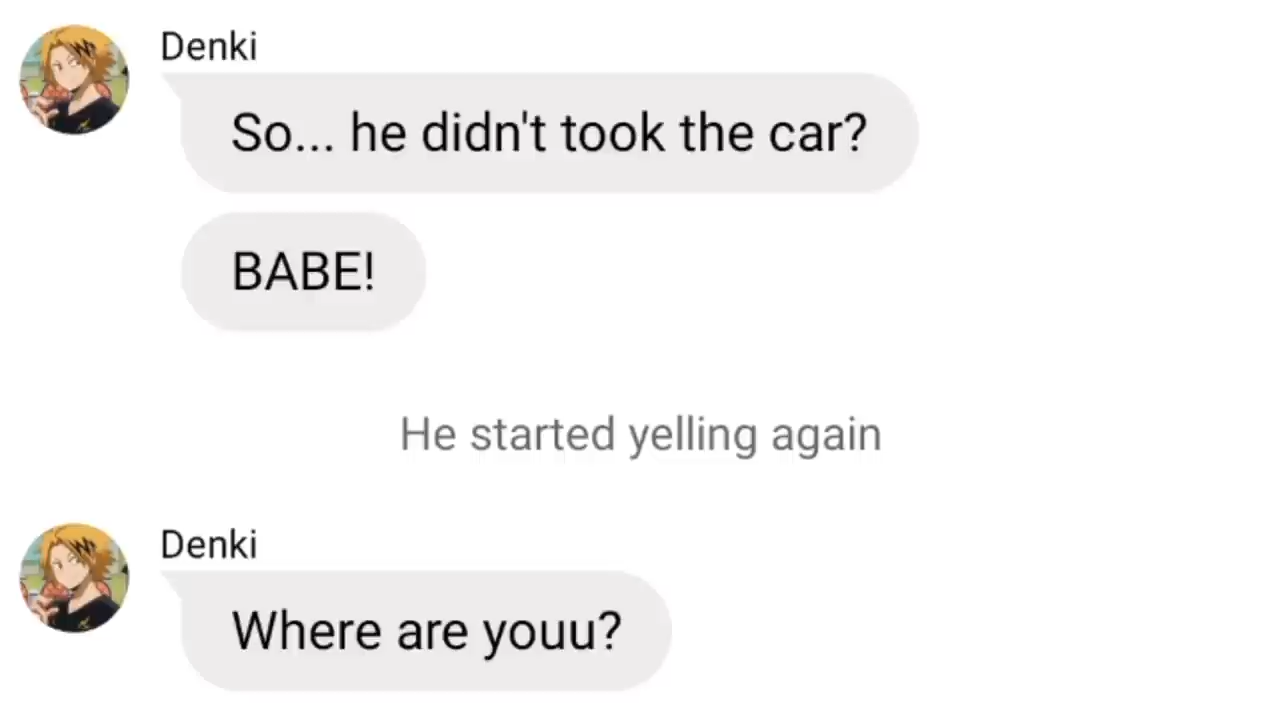 Denki
So... he didn't took the car?
BABE!
He started yelling again
Denki
Where are youu?